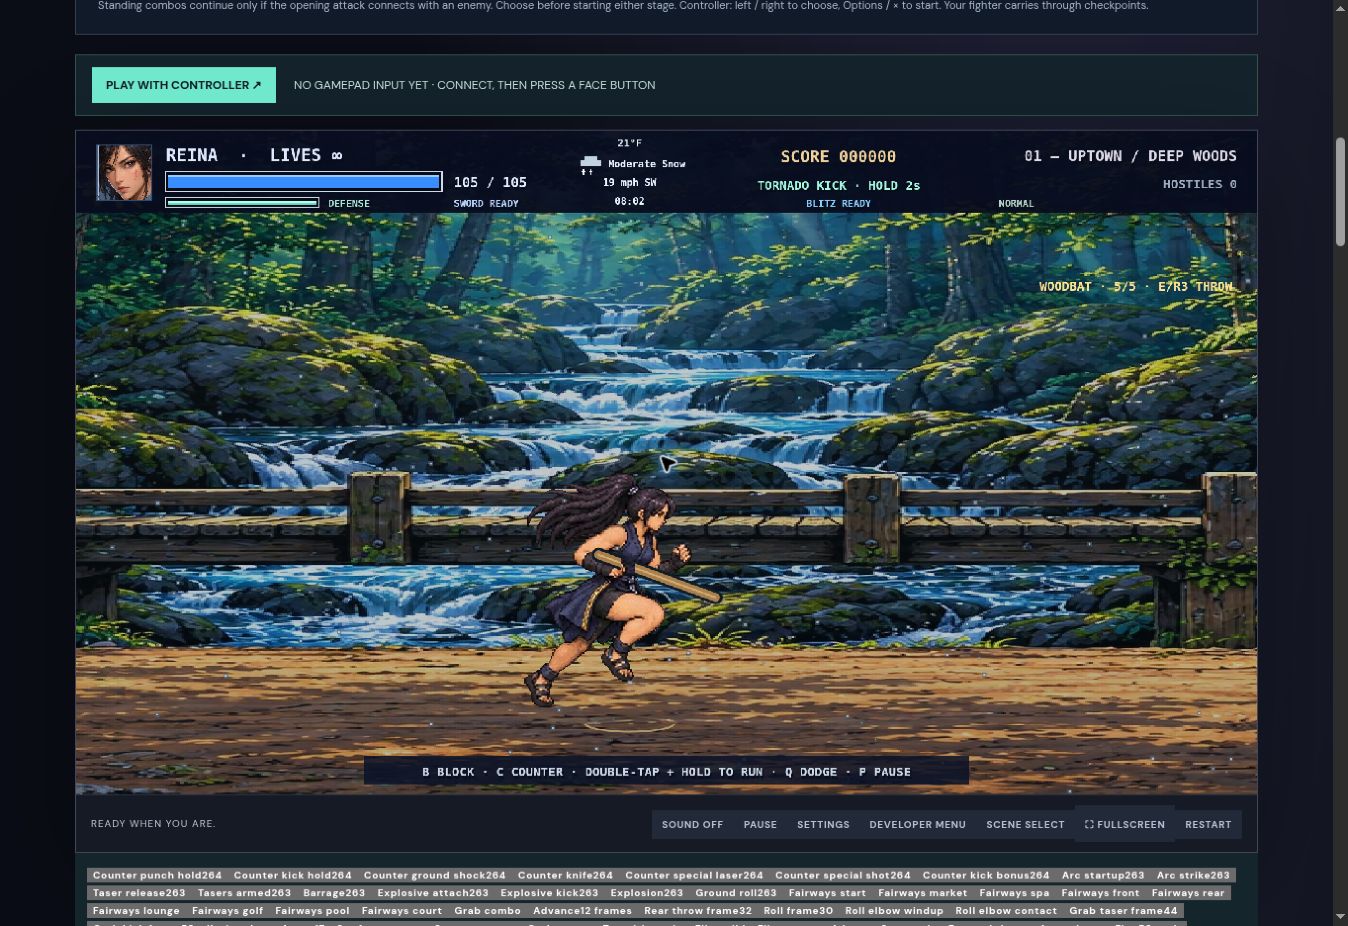 Standing combos continue only if the opening attack connects with an enemy. Choose before starting either stage. Controller: left / right to choose, Options / × to start. Your fighter carries through checkpoints.
PLAY WITH CONTROLLER ↗ NO GAMEPAD INPUT YET · CONNECT, THEN PRESS A FACE BUTTON
REINA · LIVES ∞
105 / 105
DEFENSE SWORD READY
21°F
Moderate Snow
19 mph SW
08:02
SCORE 000000
TORNADO KICK · HOLD 2s
BLITZ READY
01 — UPTOWN / DEEP WOODS
HOSTILES 0
NORMAL
WOODBAT · 5/5 · E/R3 THROW
B BLOCK · C COUNTER · DOUBLE-TAP + HOLD TO RUN · Q DODGE · P PAUSE
READY WHEN YOU ARE. SOUND OFF PAUSE SETTINGS DEVELOPER MENU SCENE SELECT ⛶ FULLSCREEN RESTART
Counter punch hold264 Counter kick hold264 Counter ground shock264 Counter knife264 Counter special laser264 Counter special shot264 Counter kick bonus264 Arc startup263 Arc strike263
Taser release263 Tasers armed263 Barrage263 Explosive attach263 Explosive kick263 Explosion263 Ground roll263 Fairways start Fairways market Fairways spa Fairways front Fairways rear
Fairways lounge Fairways golf Fairways pool Fairways court Grab combo Advance12 frames Rear throw frame32 Roll frame30 Roll elbow windup Roll elbow contact Grab taser frame44